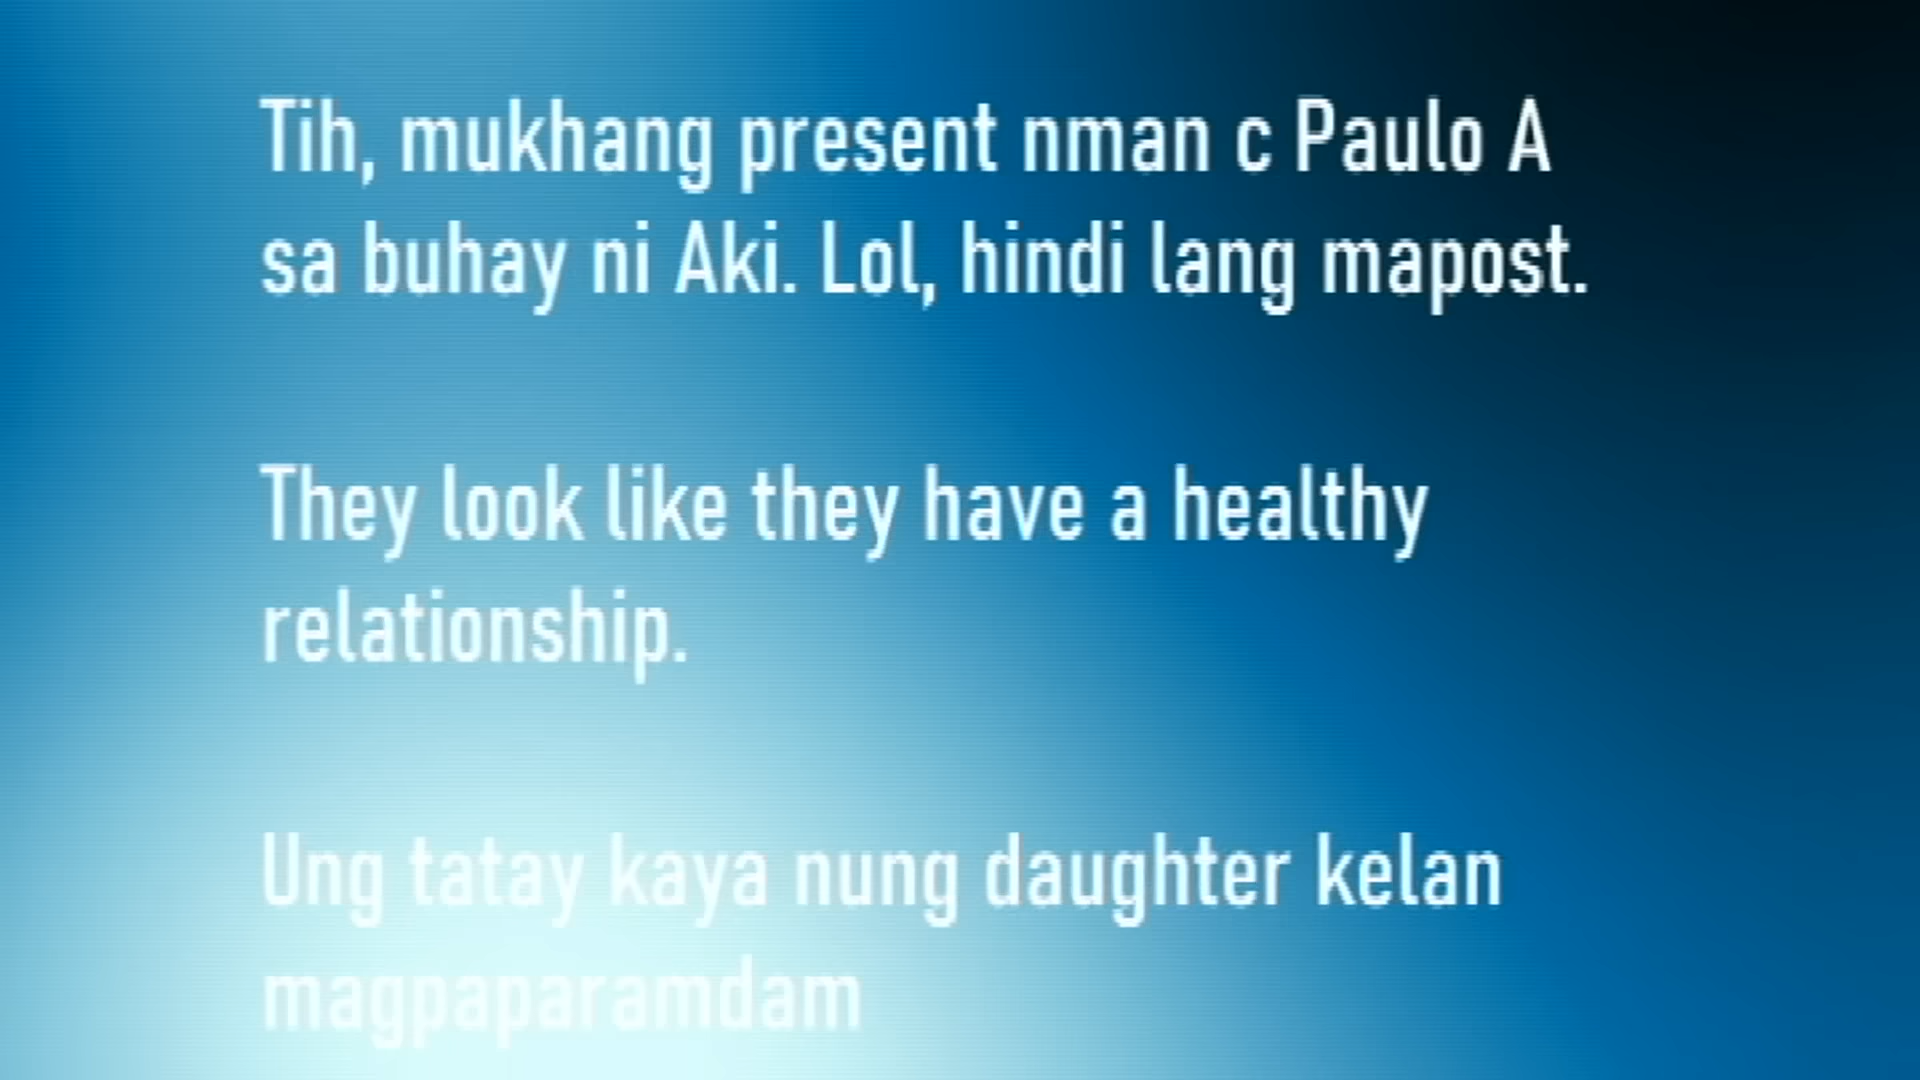 Tih, mukhang present nman c Paulo A
sa buhay ni Aki. Lol, hindi lang mapost.
They look like they have a healthy
relationship.
Ung tatay kaya nung daughter kelan
magpaparamdam